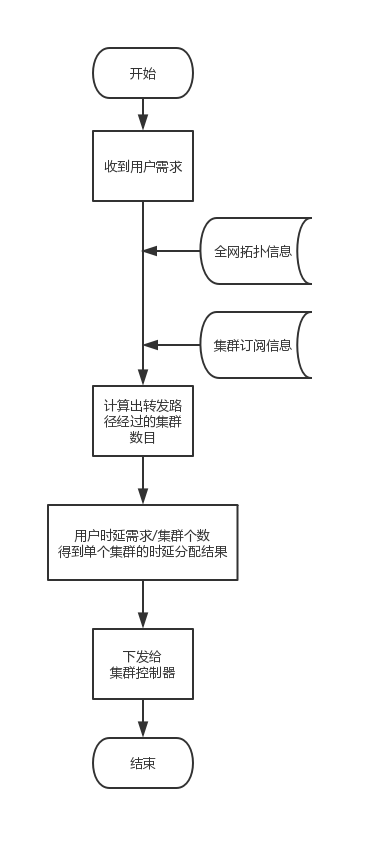 开始
收到用户需求
全网拓扑信息
集群订阅信息
计算出转发路
径经过的集群
数目
用户时延需求/集群个数
得到单个集群的时延分配结果
下发给
集群控制器
结束